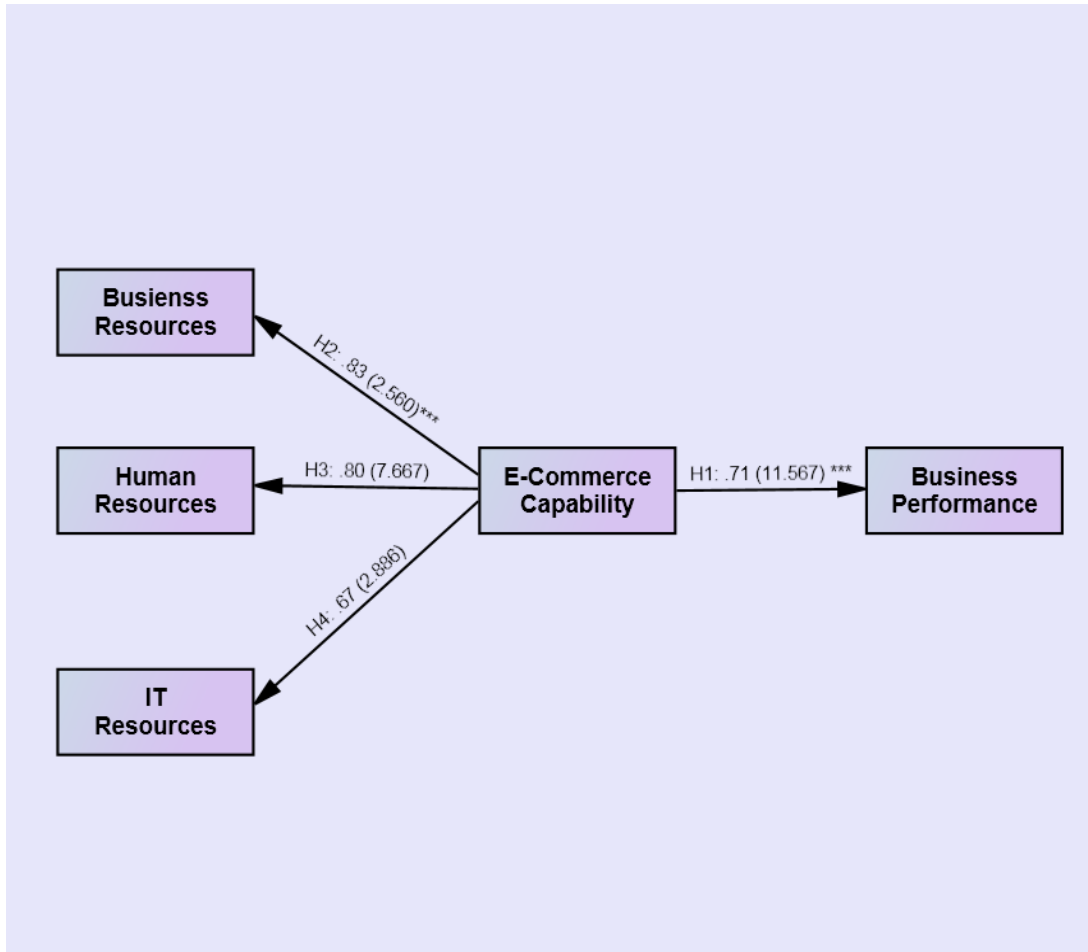 Busienss
Resources
H2: .83 (2.560)***
Human
Resources
H3: .80 (7.667)
E-Commerce
Capability
H1: .71 (11.567) ***
Business
Performance
H4: .67 (2.886)
IT
Resources